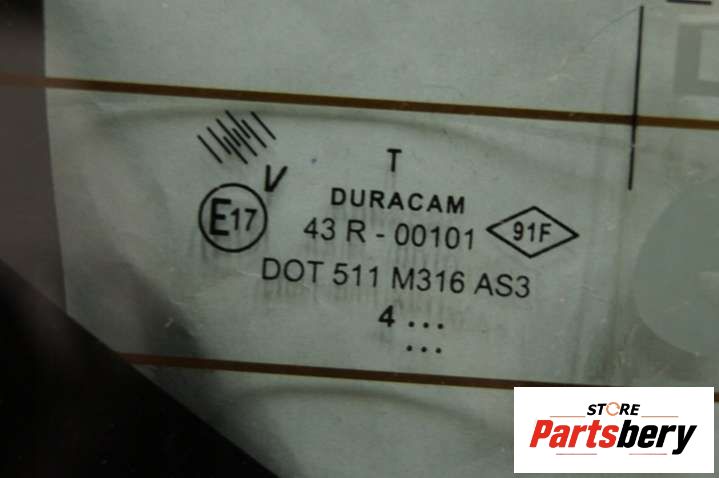 T
V
DURACAM
E17
43 R - 00101
91F
DOT 511 M316 AS3
4 ...
...
STORE
Partsbery